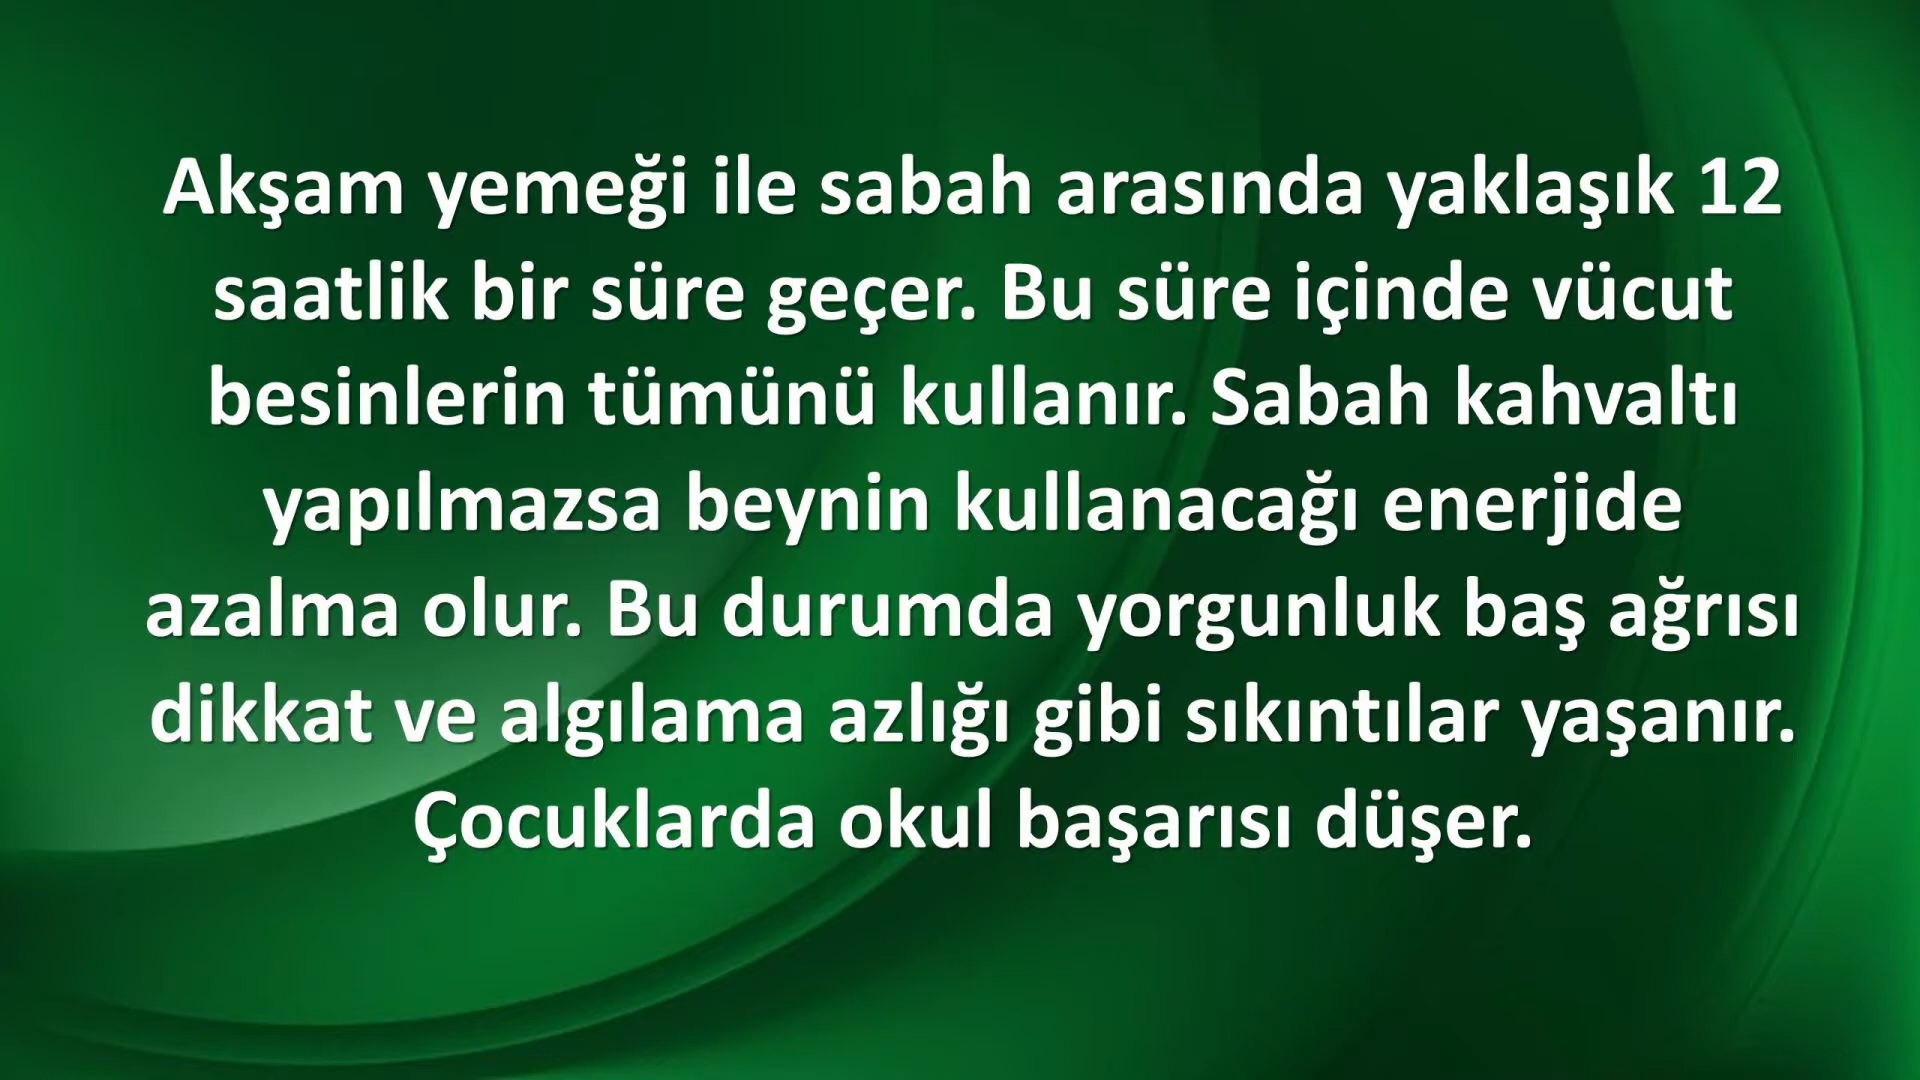 Akşam yemeği ile sabah arasında yaklaşık 12
saatlik bir süre geçer. Bu süre içinde vücut
besinlerin tümünü kullanır. Sabah kahvaltı
yapılmazsa beynin kullanacağı enerjide
azalma olur. Bu durumda yorgunluk baş ağrısı
dikkat ve algılama azlığı gibi sıkıntılar yaşanır.
Çocuklarda okul başarısı düşer.